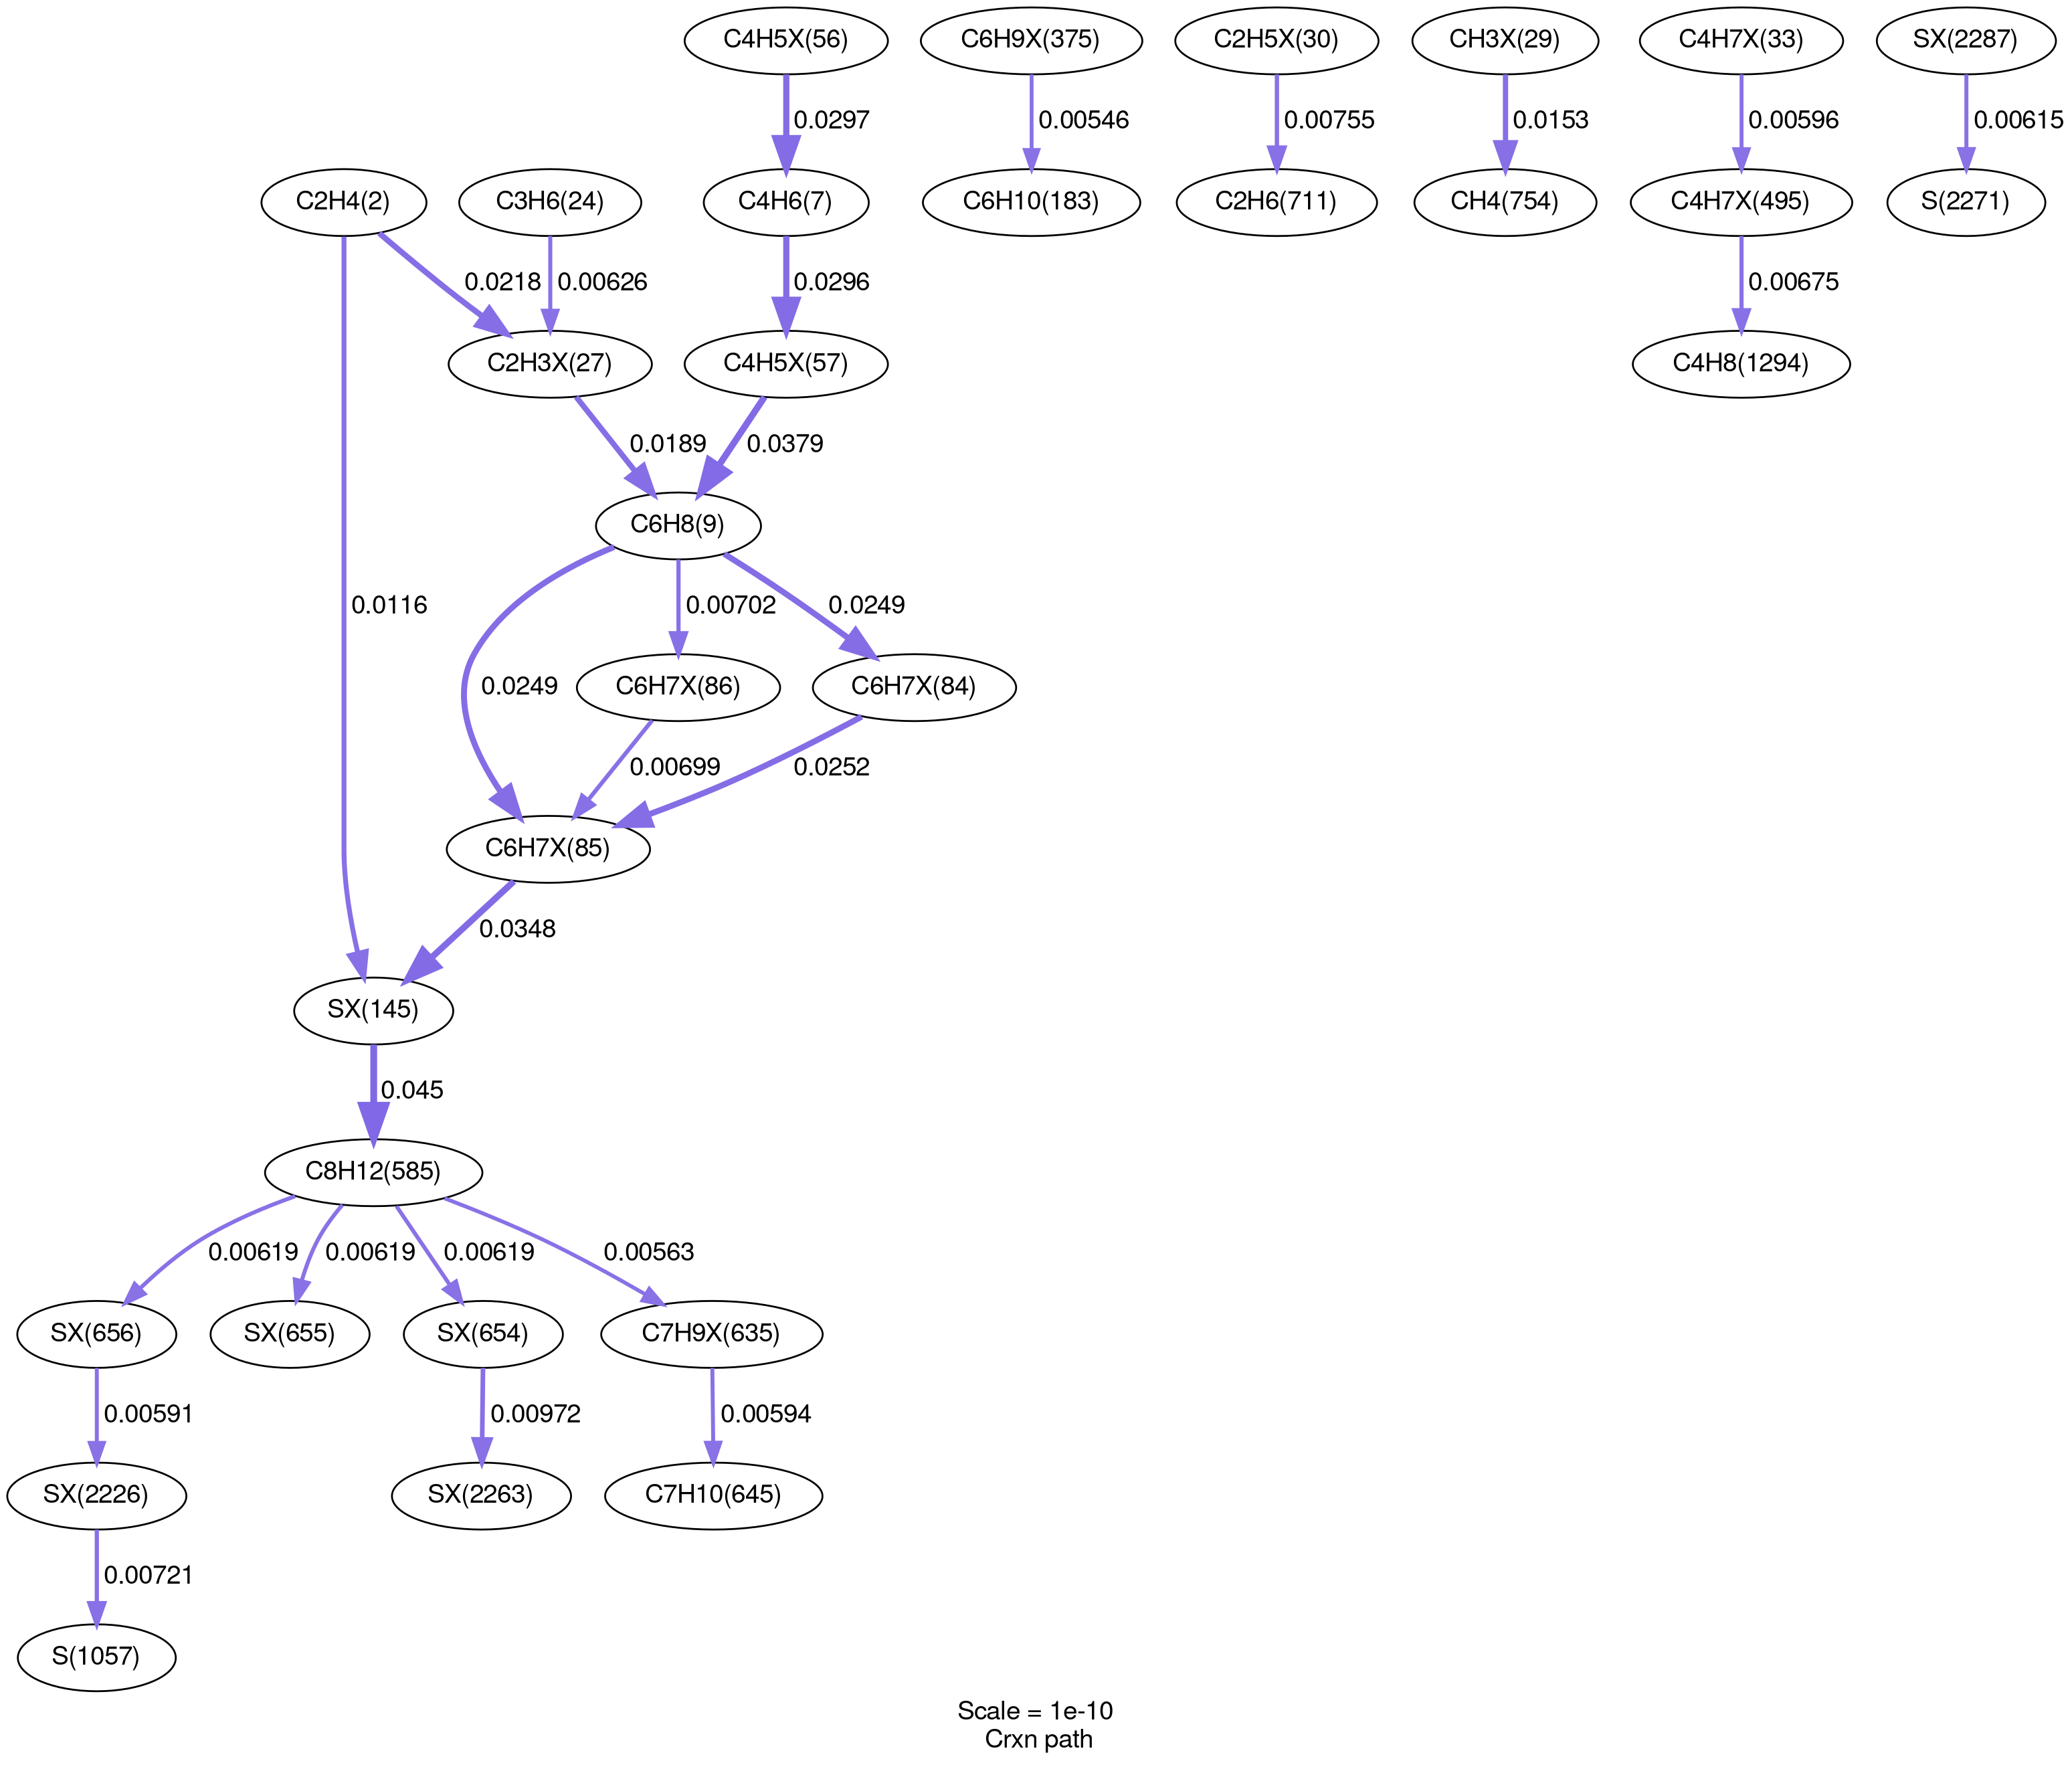 C4H5X(56)
C6H9X(375)
C2H5X(30)
CH3X(29)
C4H7X(33)
SX(2287)
0.0297
0.00546
0.00755
0.0153
0.00596
0.00615
C2H4(2)
C3H6(24)
C4H6(7)
C6H10(183)
C2H6(711)
CH4(754)
C4H7X(495)
S(2271)
0.0218
0.00626
0.0296
0.00675
C2H3X(27)
C4H5X(57)
C4H8(1294)
0.0189
0.0379
C6H8(9)
0.0116
0.00702
0.0249
0.0249
C6H7X(86)
C6H7X(84)
0.00699
0.0252
C6H7X(85)
0.0348
SX(145)
0.045
C8H12(585)
0.00619
0.00619
0.00619
0.00563
SX(656)
SX(655)
SX(654)
C7H9X(635)
0.00591
0.00972
0.00594
SX(2226)
SX(2263)
C7H10(645)
0.00721
S(1057)
Scale = 1e-10
Crxn path